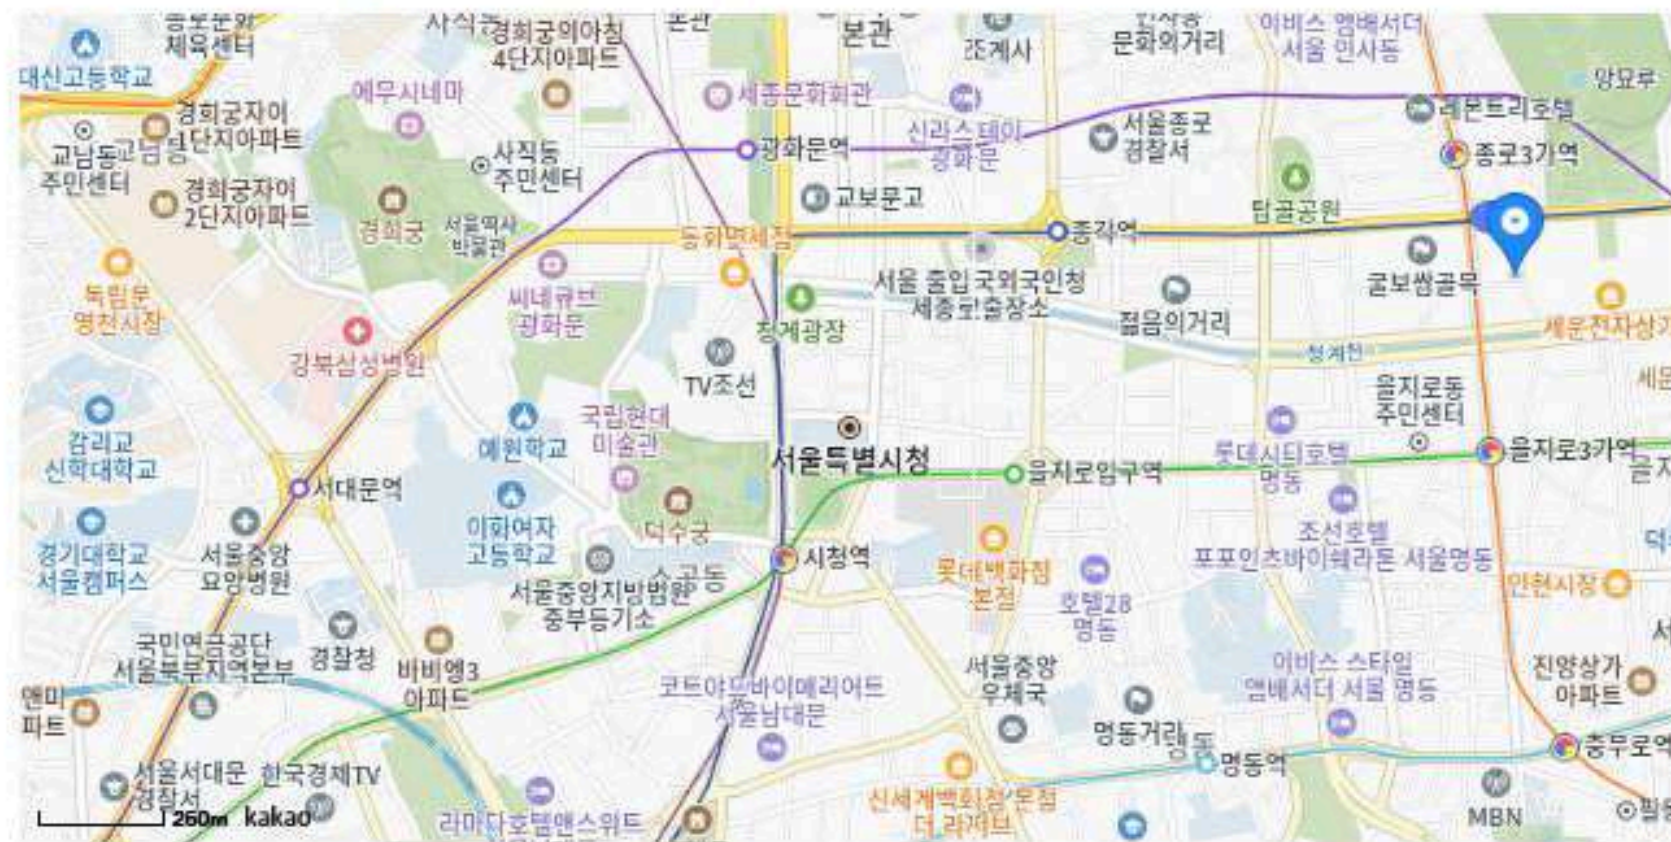 체육센터
대신고등학교
경희궁의아침
4단지아파트
본관
본관
조계사
문화의거리
이비스 앰배서더
서울 인사동
경희궁자이
1단지아파트
에무시네마
세종문화회관
신라스테이
광화문
서울종로
경찰서
레몬트리호텔
종로3가역
교남동
주민센터
사직동
주민센터
광화문역
경희궁자이
2단지아파트
경희궁
서울역사
박물관
교보문고
탑골공원
동화면세점
종각역
굴보쌈골목
독립문
영천시장
씨네큐브
광화문
서울 출입국외국인청
세종로출장소
청계광장
젊음의거리
세운전자상가
강북삼성병원
TV조선
청계천
을지로동
주민센터
감리교
신학대학교
예원학교
국립현대
미술관
서울특별시청
을지로입구역
롯데시티호텔
명동
을지로3가역
서대문역
경기대학교
서울캠퍼스
서울중앙
요양병원
이화여자
고등학교
덕수궁
시청역
조선호텔
포포인츠바이쉐라톤 서울명동
서울중앙지방법원
중부등기소
소공동
롯데백화점
본점
호텔28
명동
인현시장
국민연금공단
서울북부지역본부
경찰청
바비엥3
아파트
코트야드바이메리어트
서울남대문
서울중앙
우체국
이비스 스타일
앰배서더 서울 명동
진양상가
아파트
명동거리
명동
명동역
충무로역
서울서대문
경찰서
한국경제TV
신세계백화점 본점
더 리저브
MBN
라마다호텔앤스위트
250m kakao